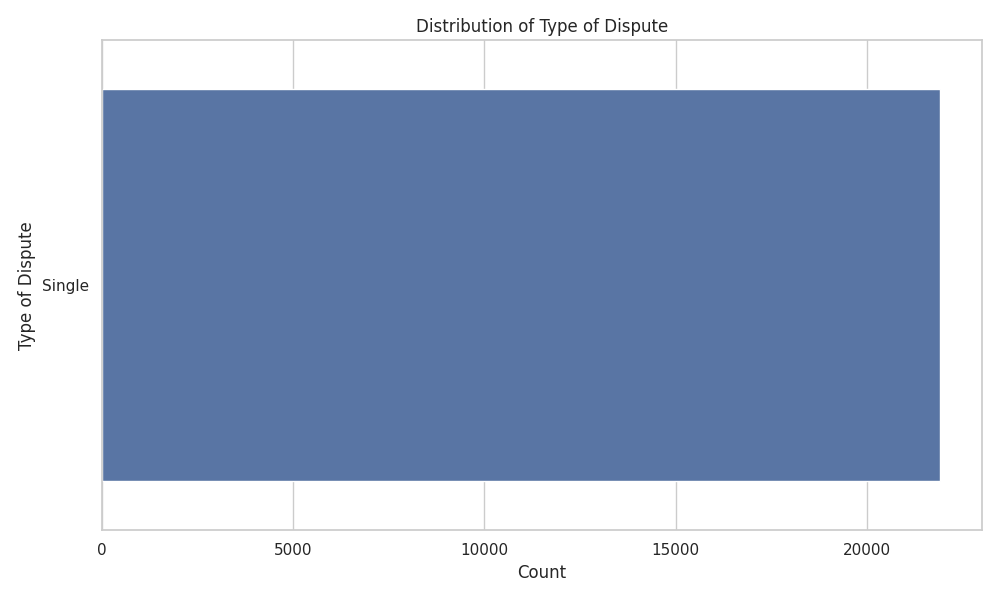 Distribution of Type of Dispute
Type of Dispute
Single
0 5000 10000 15000 20000
Count